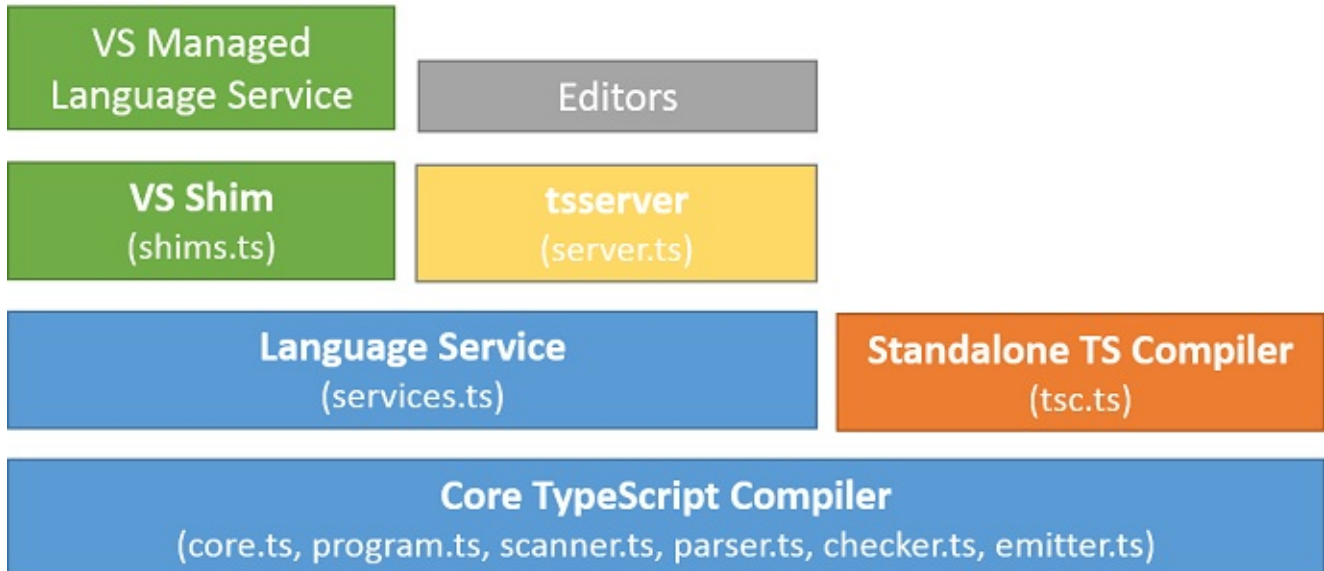 VS Managed
Language Service
Editors
VS Shim
(shims.ts)
tsserver
(server.ts)
Language Service
(services.ts)
Standalone TS Compiler
(tsc.ts)
Core TypeScript Compiler
(core.ts, program.ts, scanner.ts, parser.ts, checker.ts, emitter.ts)